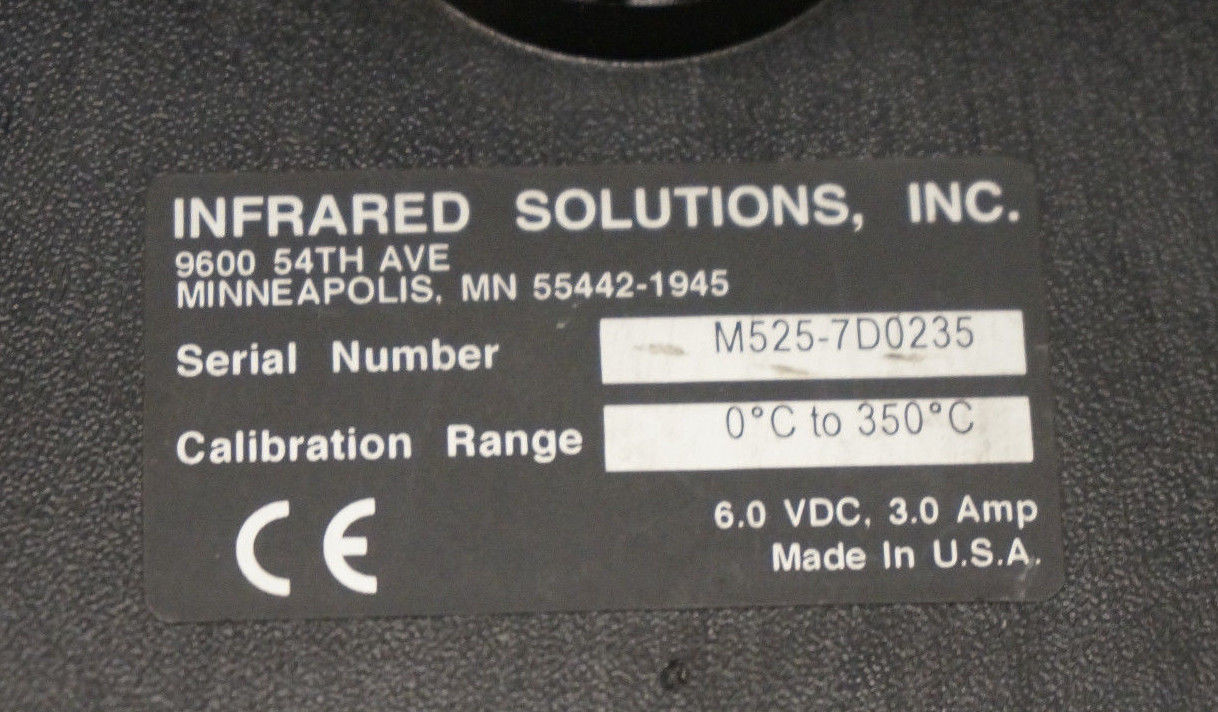 INFRARED SOLUTIONS, INC.
9600 54TH AVE
MINNEAPOLIS, MN 55442-1945
Serial Number M525-7D0235
Calibration Range 0°C to 350°C
CE 6.0 VDC, 3.0 Amp
Made In U.S.A.